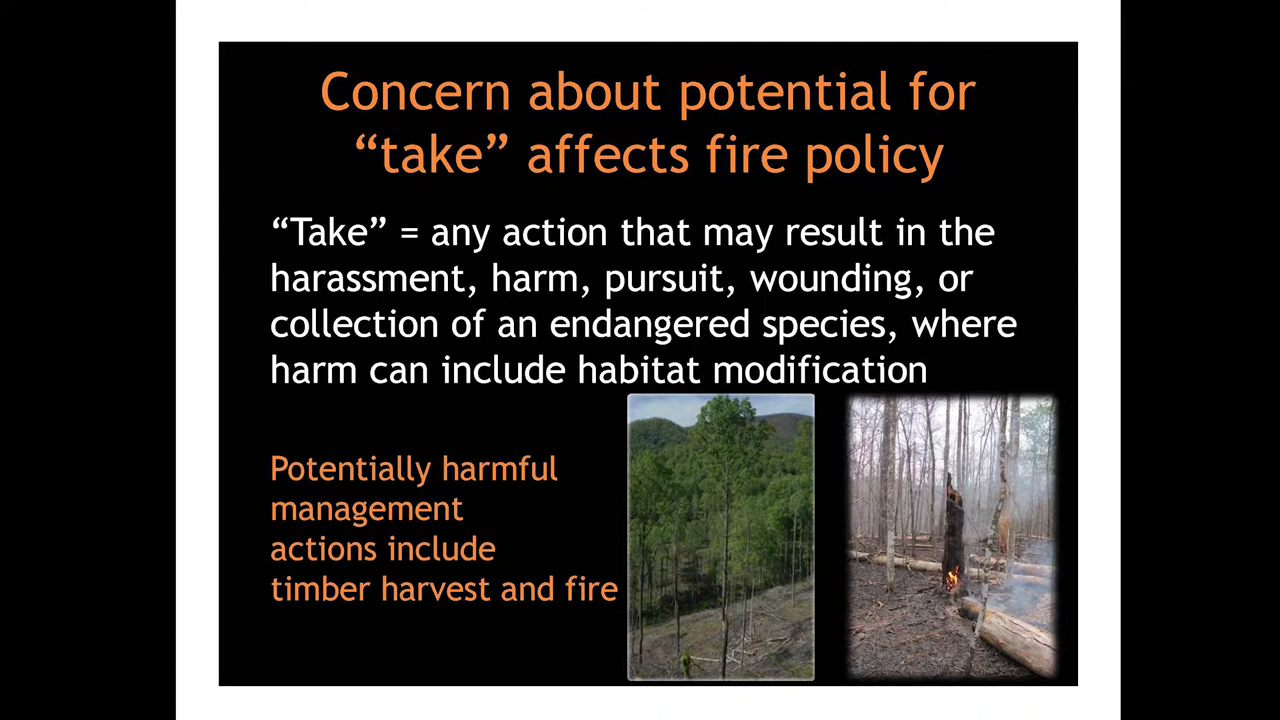 Concern about potential for
“take” affects fire policy
“Take” = any action that may result in the
harassment, harm, pursuit, wounding, or
collection of an endangered species, where
harm can include habitat modification
Potentially harmful
management
actions include
timber harvest and fire